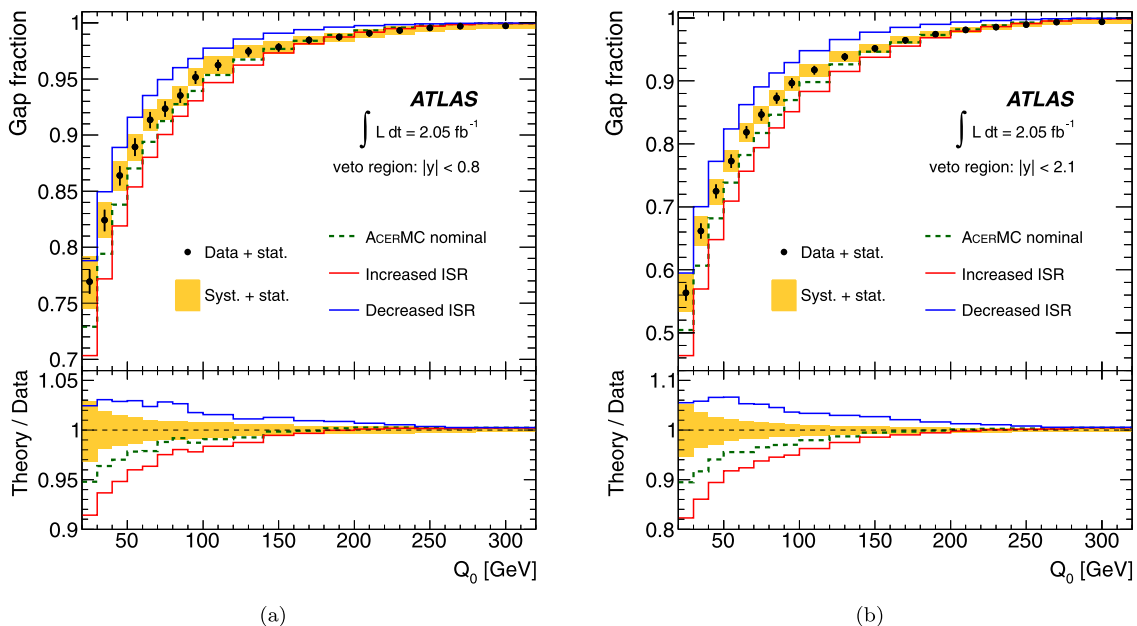 Gap fraction
1
0.95
0.9
0.85
0.8
0.75
0.7
ATLAS
∫ L dt = 2.05 fb⁻¹
veto region: |y| < 0.8
Data + stat.
Syst. + stat.
ACERMC nominal
Increased ISR
Decreased ISR
Theory / Data
1.05
1
0.95
0.9
50 100 150 200 250 300
Q₀ [GeV]
(a)
Gap fraction
1
0.9
0.8
0.7
0.6
0.5
ATLAS
∫ L dt = 2.05 fb⁻¹
veto region: |y| < 2.1
Data + stat.
Syst. + stat.
ACERMC nominal
Increased ISR
Decreased ISR
Theory / Data
1.1
1
0.9
0.8
50 100 150 200 250 300
Q₀ [GeV]
(b)